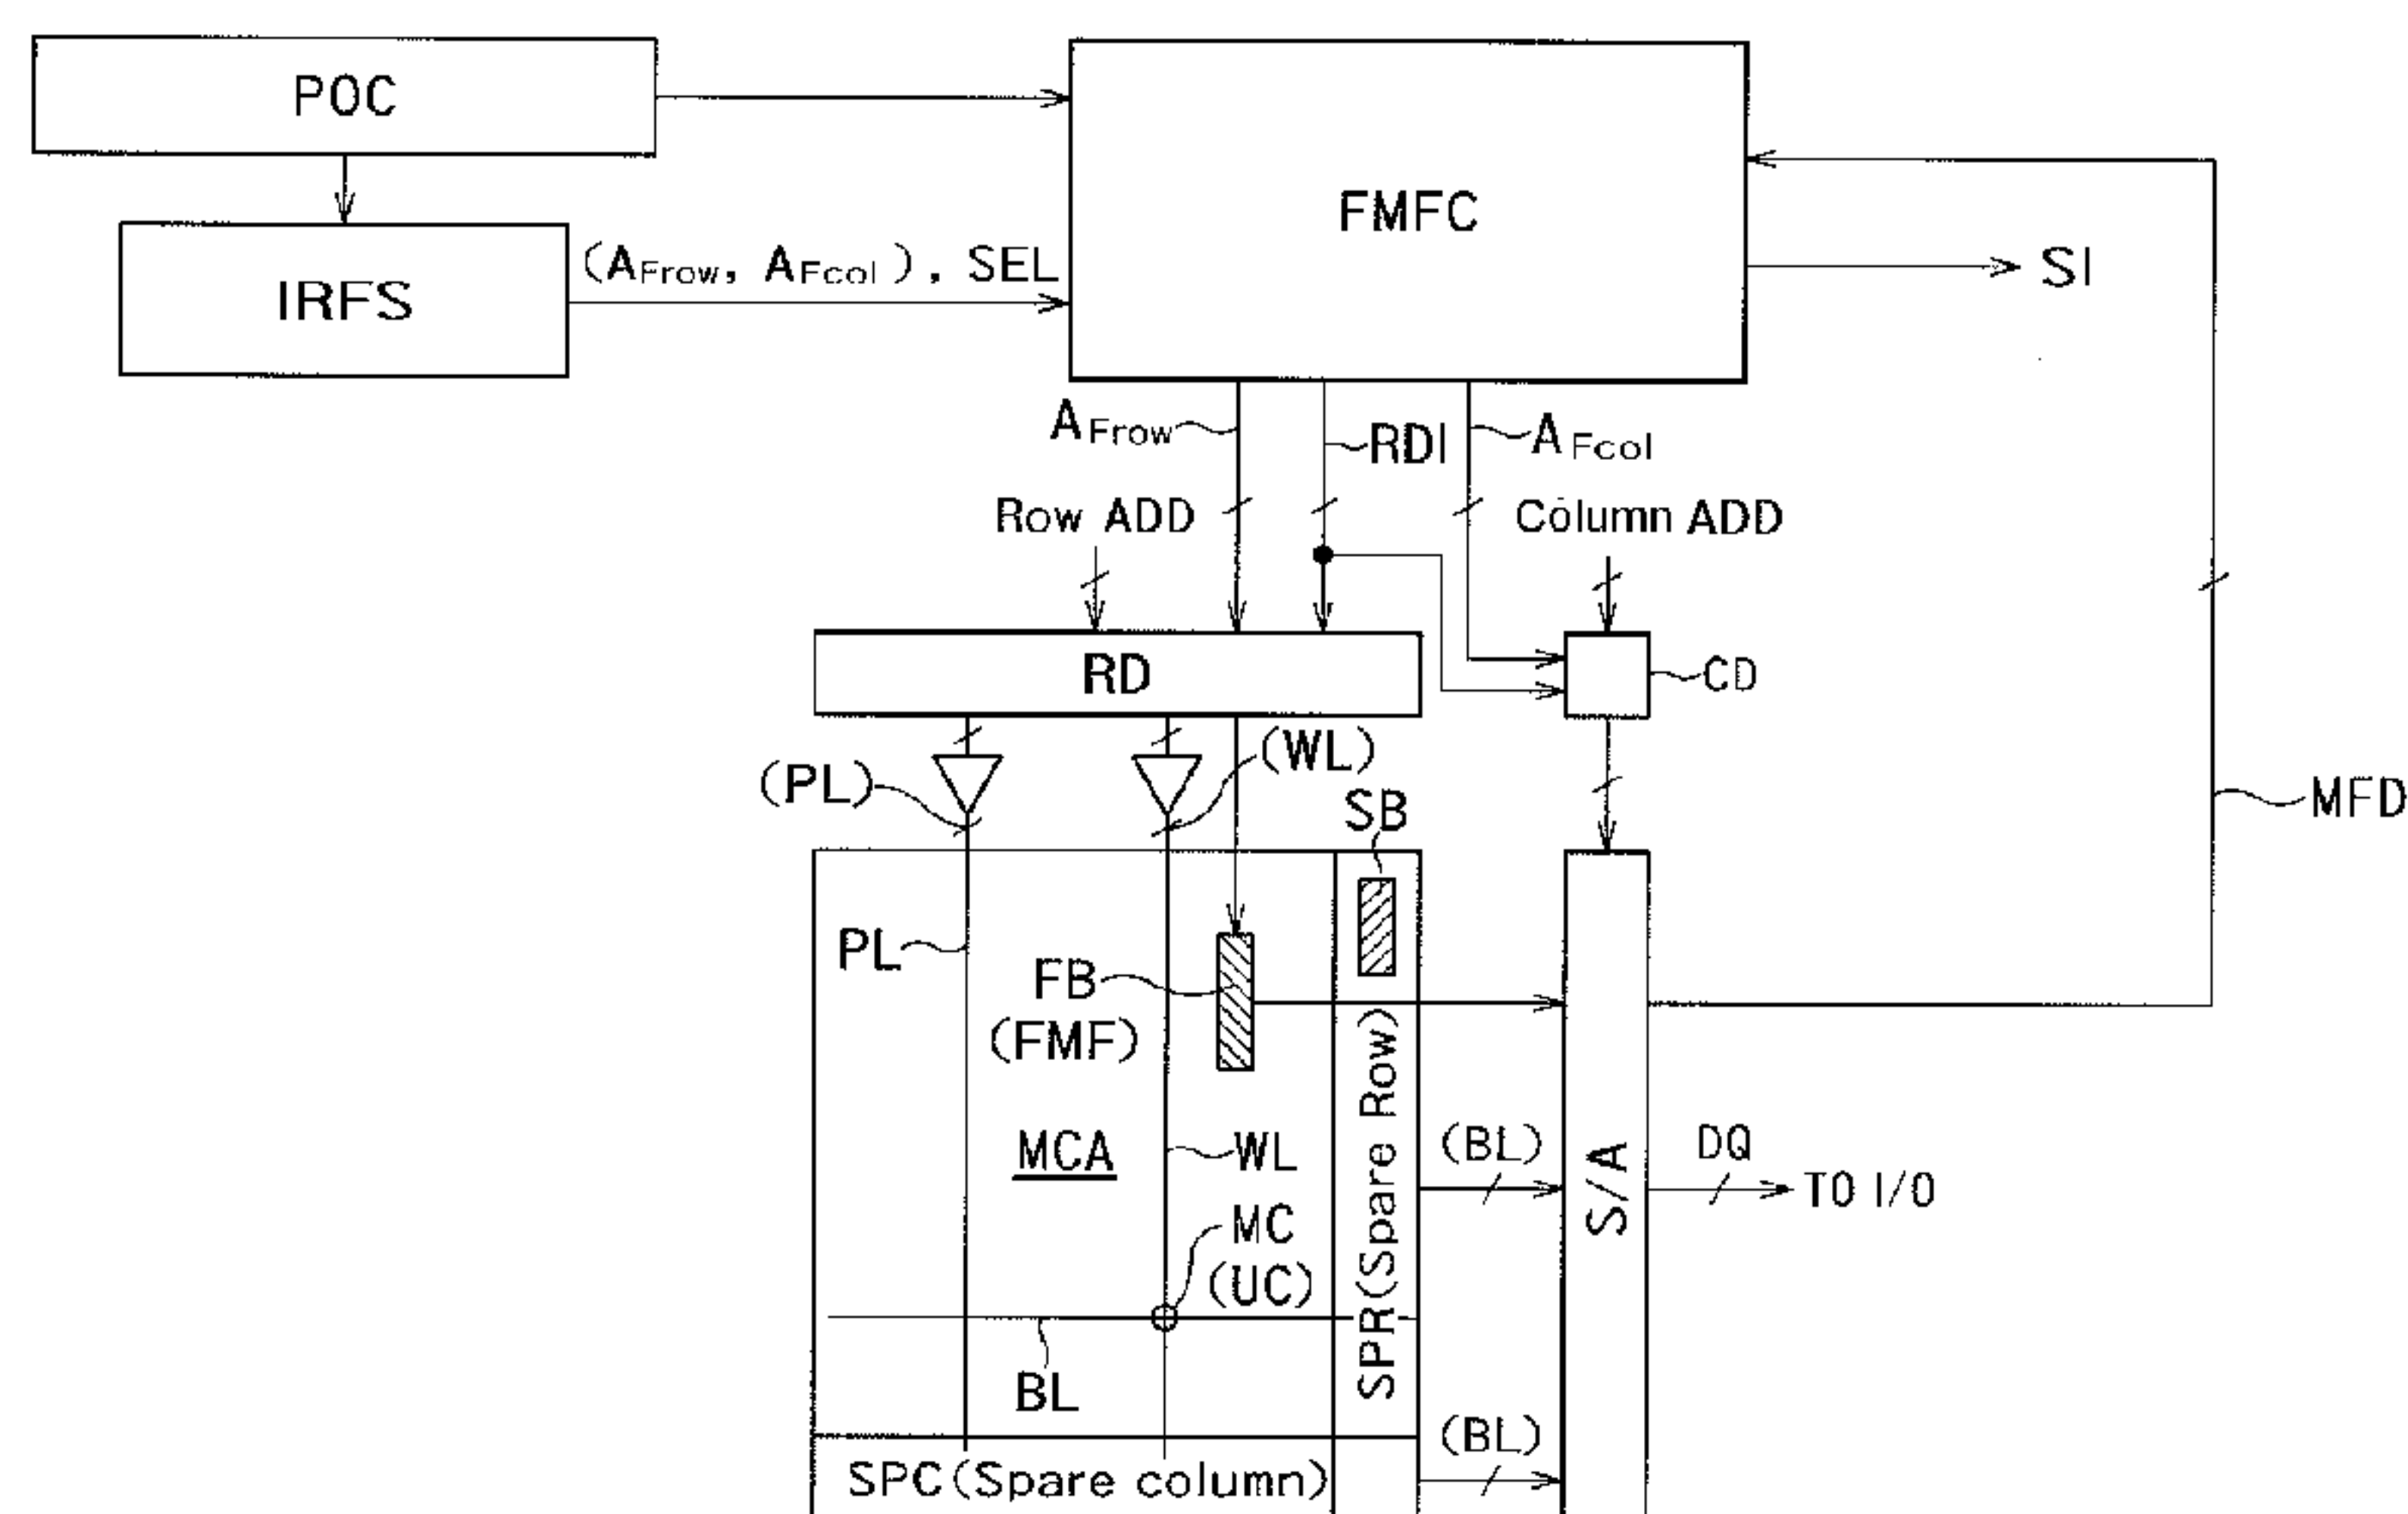 POC
FMFC
IRFS
(AFrow, AFcol), SEL
SI
AFrow
RDI
AFcol
Row ADD
Column ADD
RD
CD
(PL)
(WL)
SB
MFD
PL
FB
(FMF)
SPR(Spare Row)
MCA
WL
(BL)
S/A
DQ
TO I/O
MC
(UC)
BL
(BL)
SPC(Spare column)